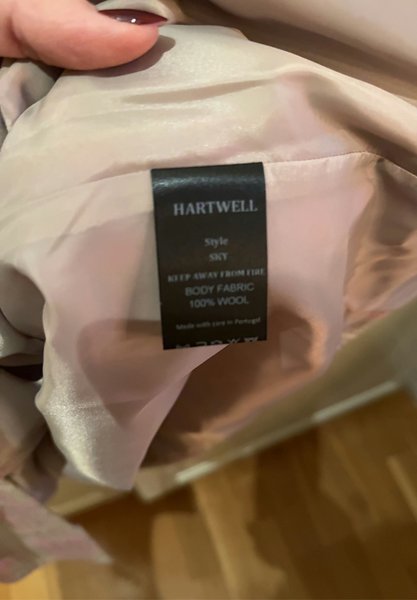 HARTWELL
Style
SKY
KEEP AWAY FROM FIRE
BODY FABRIC
100% WOOL
Made with care in Portugal